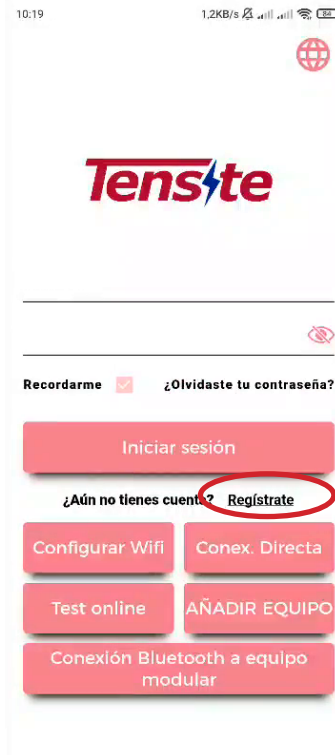 10:19 1,2KB/s 84
Tensite
Recordarme ¿Olvidaste tu contraseña?
Iniciar sesión
¿Aún no tienes cuenta? Regístrate
Configurar Wifi Conex. Directa
Test online AÑADIR EQUIPO
Conexión Bluetooth a equipo
modular